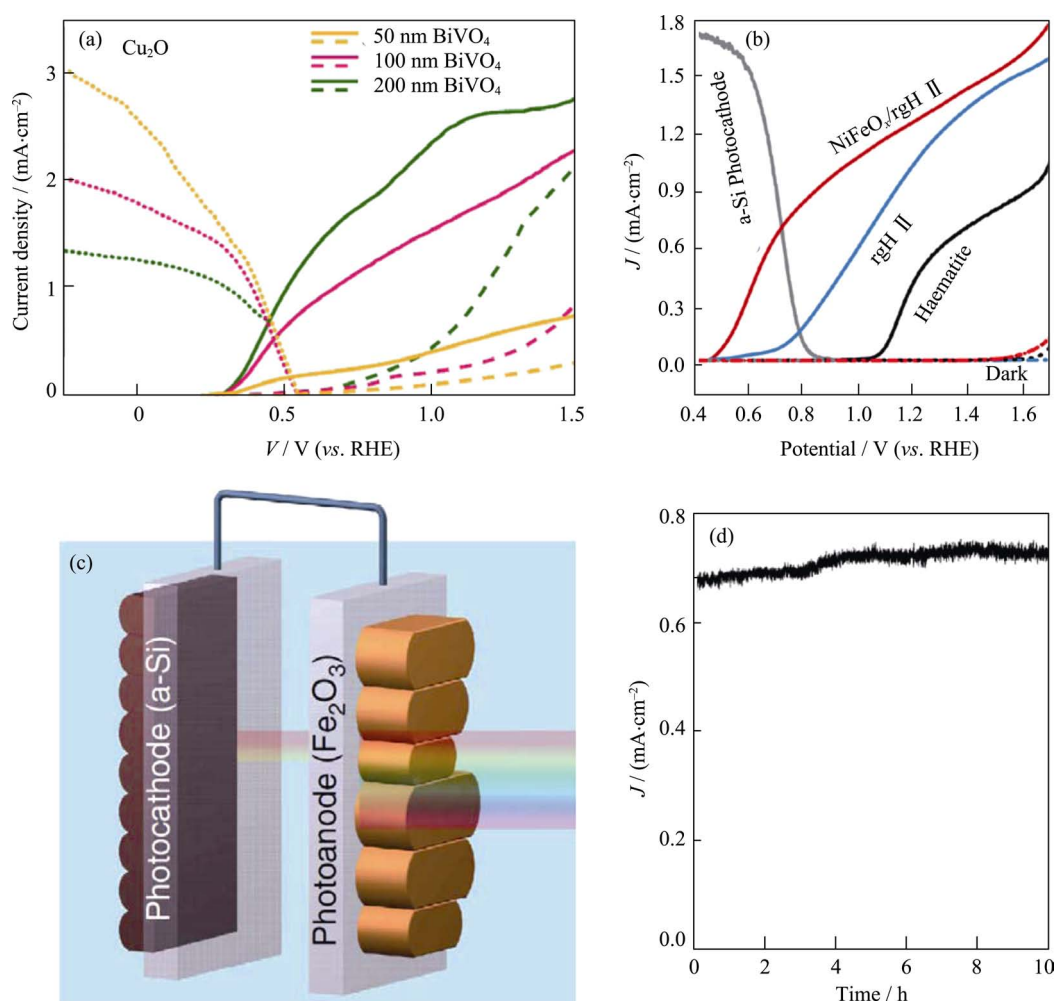 (a)
Cu₂O
50 nm BiVO₄
100 nm BiVO₄
200 nm BiVO₄
Current density / (mA·cm⁻²)
3
2
1
0
0
0.5
1.0
1.5
V / V (vs. RHE)
(b)
J / (mA·cm⁻²)
1.8
1.5
1.2
0.9
0.6
0.3
0.0
a-Si Photocathode
NiFeOₓ/rgH Ⅱ
rgH Ⅱ
Haematite
Dark
0.4 0.6 0.8 1.0 1.2 1.4 1.6
Potential / V (vs. RHE)
(c)
Photocathode (a-Si)
Photoanode (Fe₂O₃)
(d)
J / (mA·cm⁻²)
0.8
0.6
0.4
0.2
0.0
0 2 4 6 8 10
Time / h